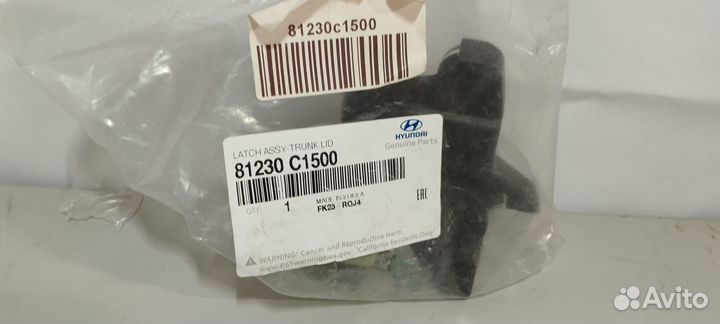 81230c1500
LATCH ASSY-TRUNK LID
81230 C1500
HYUNDAI
Genuine Parts
QTY: 1
MADE IN KOREA
FK23 ROJ4
EAC
WARNING: Cancer and Reproductive Harm
www.P65warnings.ca.gov "California Residents Only"
Avito